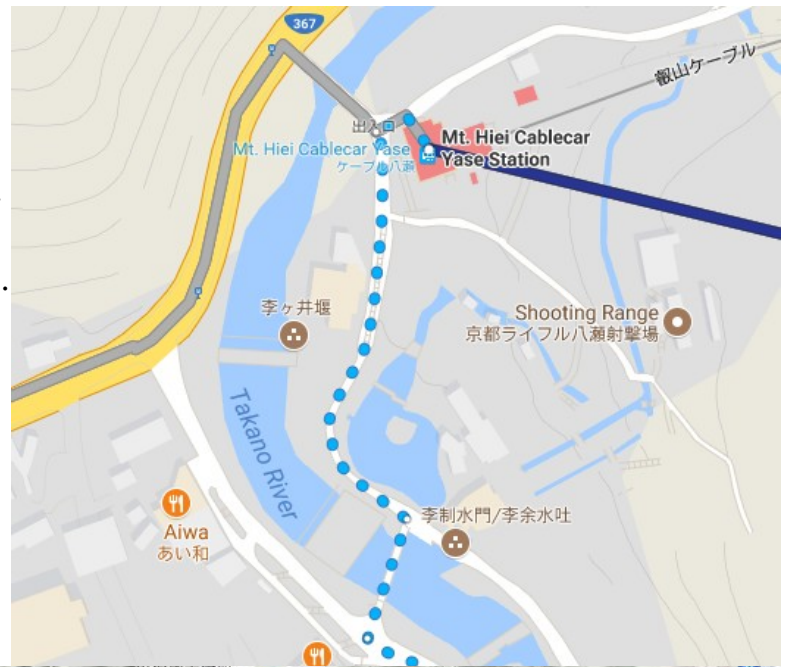 367
叡山ケーブル
出入口
Mt. Hiei Cablecar Yase
ケーブル八瀬
Mt. Hiei Cablecar
Yase Station
李ヶ井堰
Shooting Range
京都ライフル八瀬射撃場
Takano River
李制水門/李余水吐
Aiwa
あい和